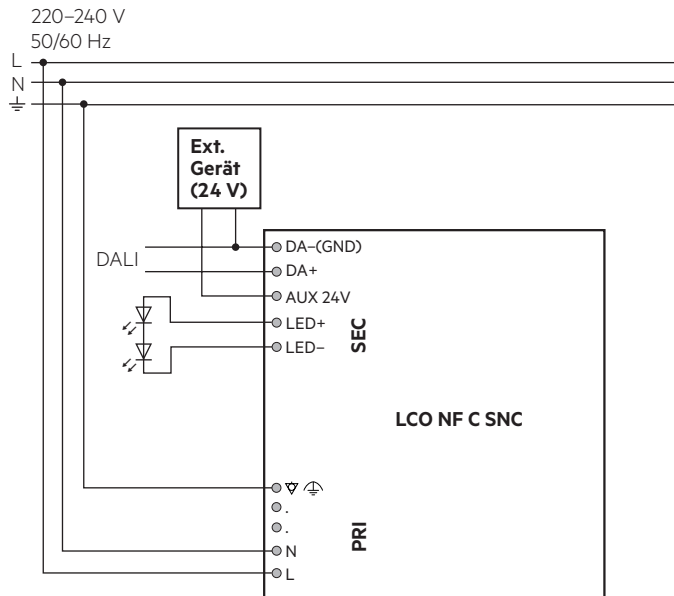 220–240 V
50/60 Hz
L
N
Ext.
Gerät
(24 V)
DALI
DA–(GND)
DA+
AUX 24V
LED+
LED–
SEC
LCO NF C SNC
.
.
PRI
N
L